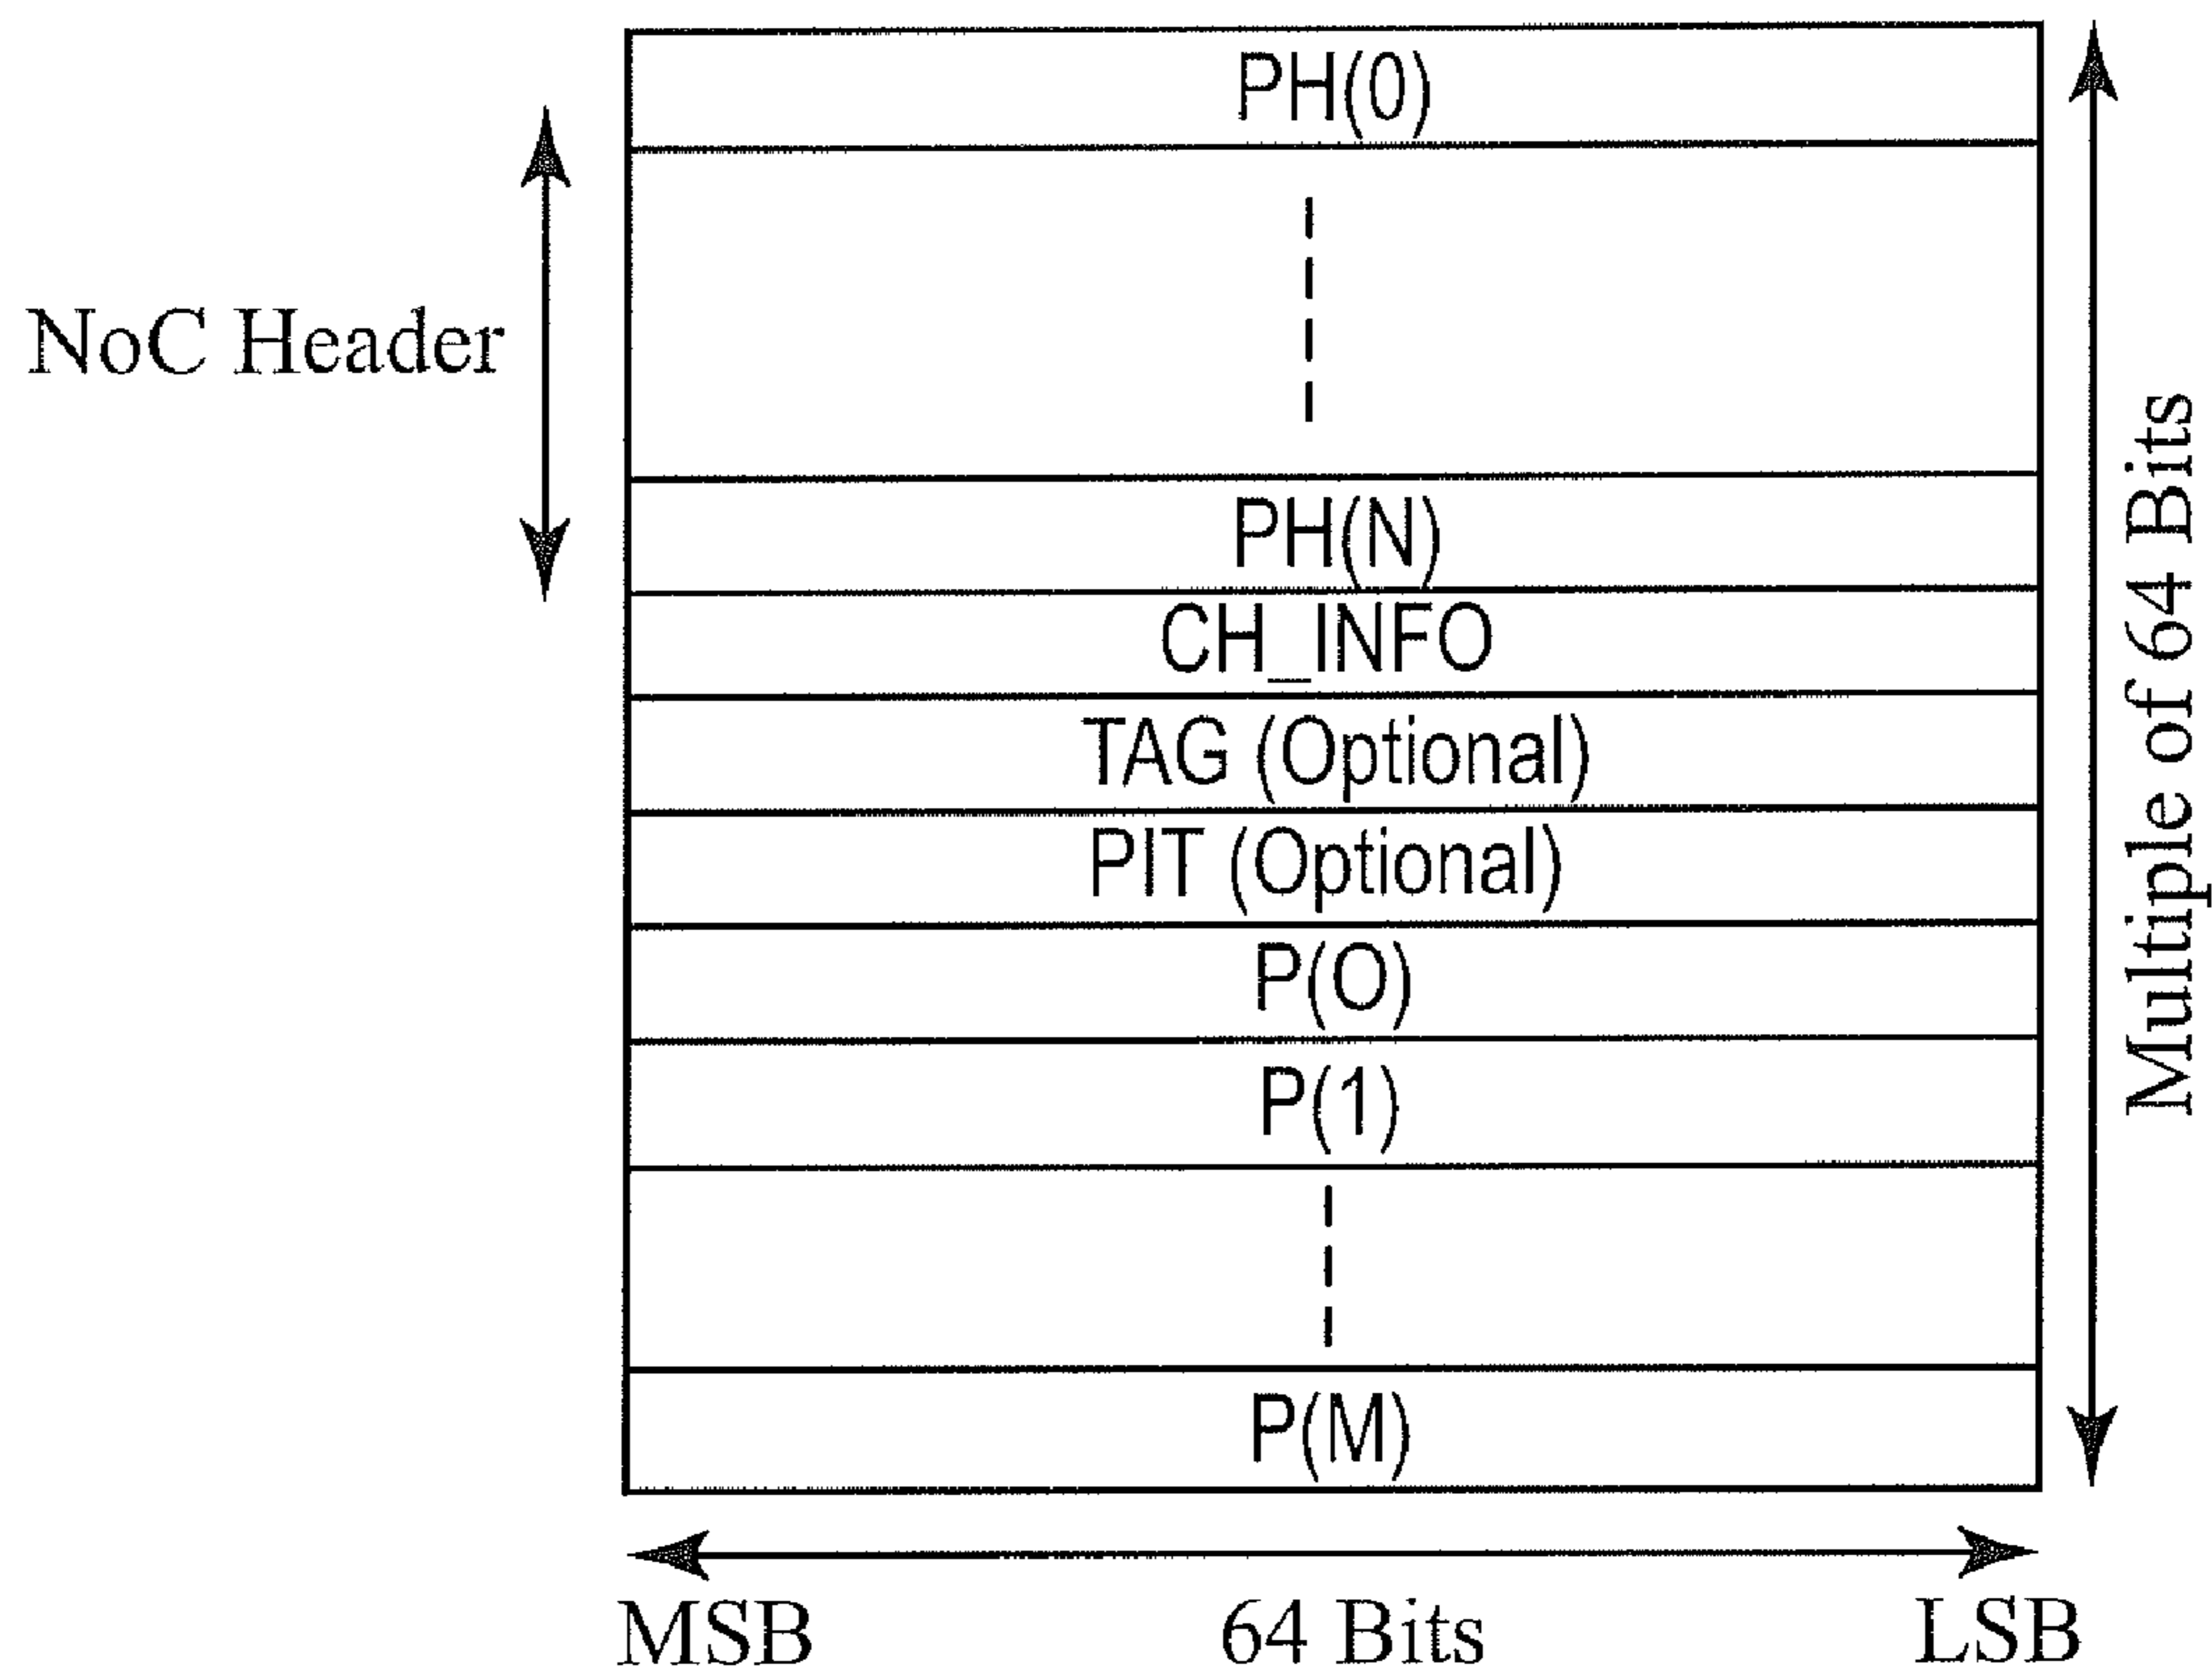 PH(0)
NoC Header
PH(N)
CH_INFO
TAG (Optional)
PIT (Optional)
P(O)
P(1)
P(M)
Multiple of 64 Bits
MSB
64 Bits
LSB